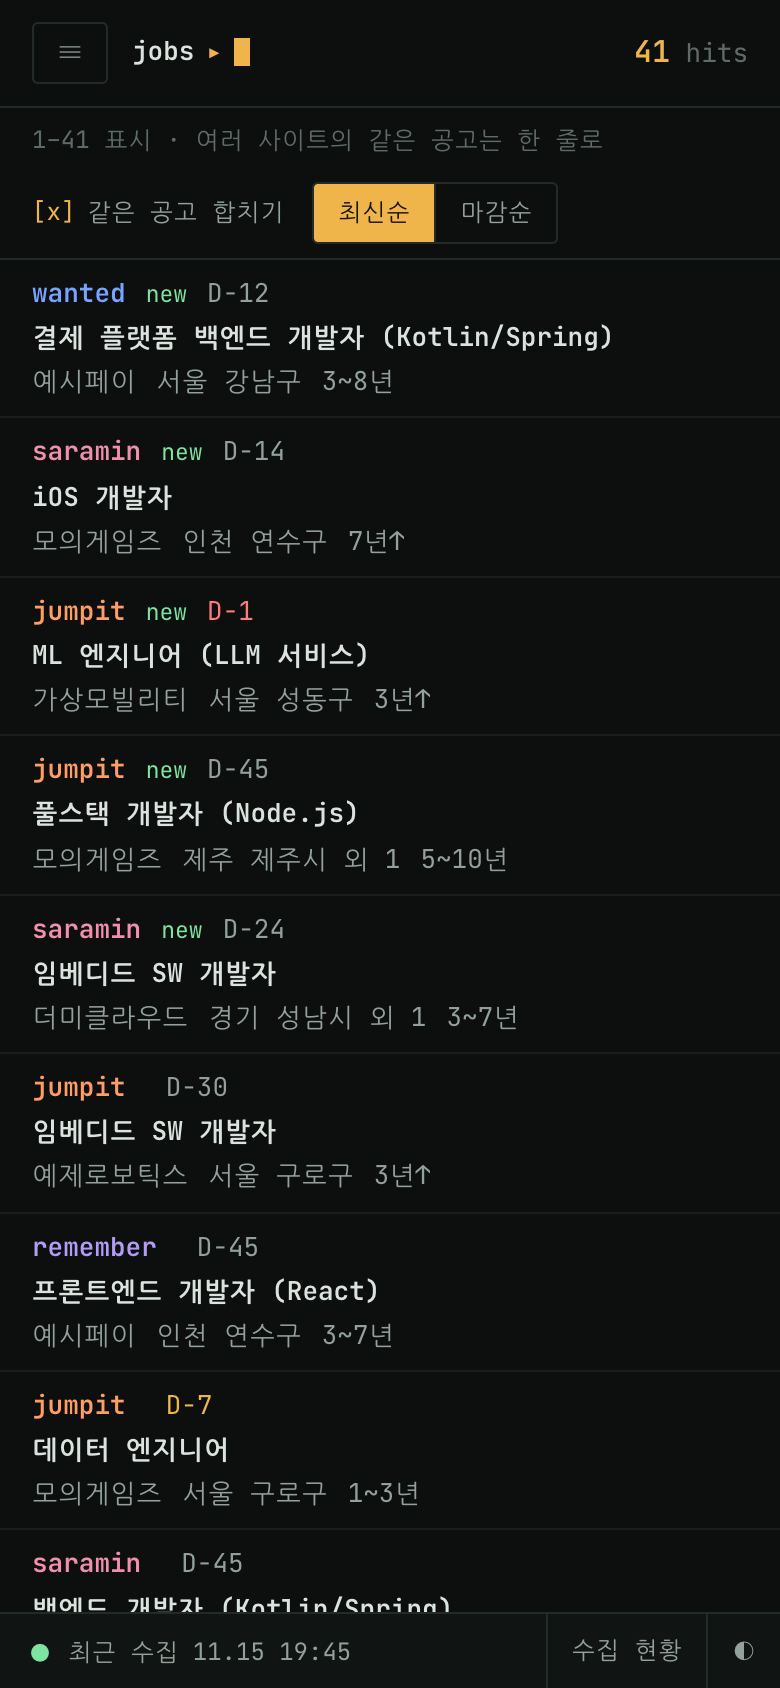 jobs ▸
41 hits
1–41 표시 · 여러 사이트의 같은 공고는 한 줄로
[x] 같은 공고 합치기 최신순 마감순
wanted new D-12
결제 플랫폼 백엔드 개발자 (Kotlin/Spring)
예시페이 서울 강남구 3~8년
saramin new D-14
iOS 개발자
모의게임즈 인천 연수구 7년↑
jumpit new D-1
ML 엔지니어 (LLM 서비스)
가상모빌리티 서울 성동구 3년↑
jumpit new D-45
풀스택 개발자 (Node.js)
모의게임즈 제주 제주시 외 1 5~10년
saramin new D-24
임베디드 SW 개발자
더미클라우드 경기 성남시 외 1 3~7년
jumpit D-30
임베디드 SW 개발자
예제로보틱스 서울 구로구 3년↑
remember D-45
프론트엔드 개발자 (React)
예시페이 인천 연수구 3~7년
jumpit D-7
데이터 엔지니어
모의게임즈 서울 구로구 1~3년
saramin D-45
백엔드 개발자 (Kotlin/Spring)
최근 수집 11.15 19:45 수집 현황